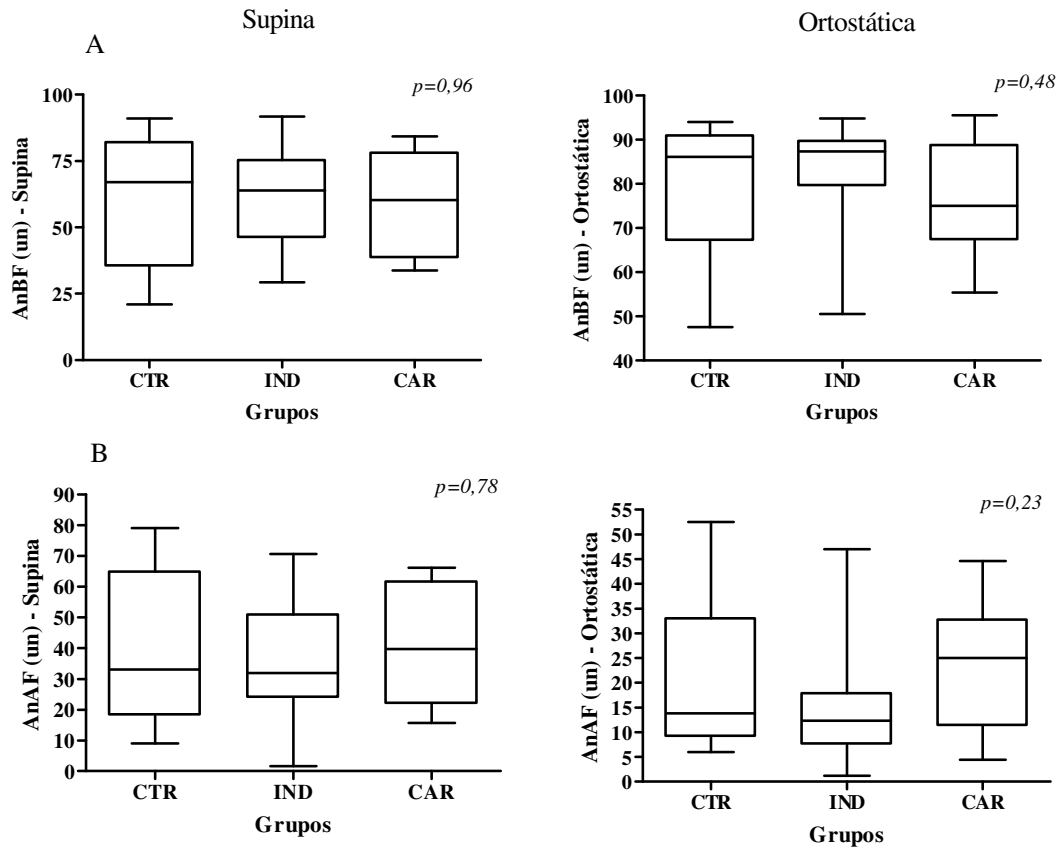 Supina
Ortostática
A
p=0,96
AnBF (un) - Supina
100
75
50
25
0
CTR IND CAR
Grupos
p=0,48
AnBF (un) - Ortostática
100
90
80
70
60
50
40
CTR IND CAR
Grupos
B
p=0,78
AnAF (un) - Supina
90
80
70
60
50
40
30
20
10
0
CTR IND CAR
Grupos
p=0,23
AnAF (un) - Ortostática
55
50
45
40
35
30
25
20
15
10
5
0
CTR IND CAR
Grupos